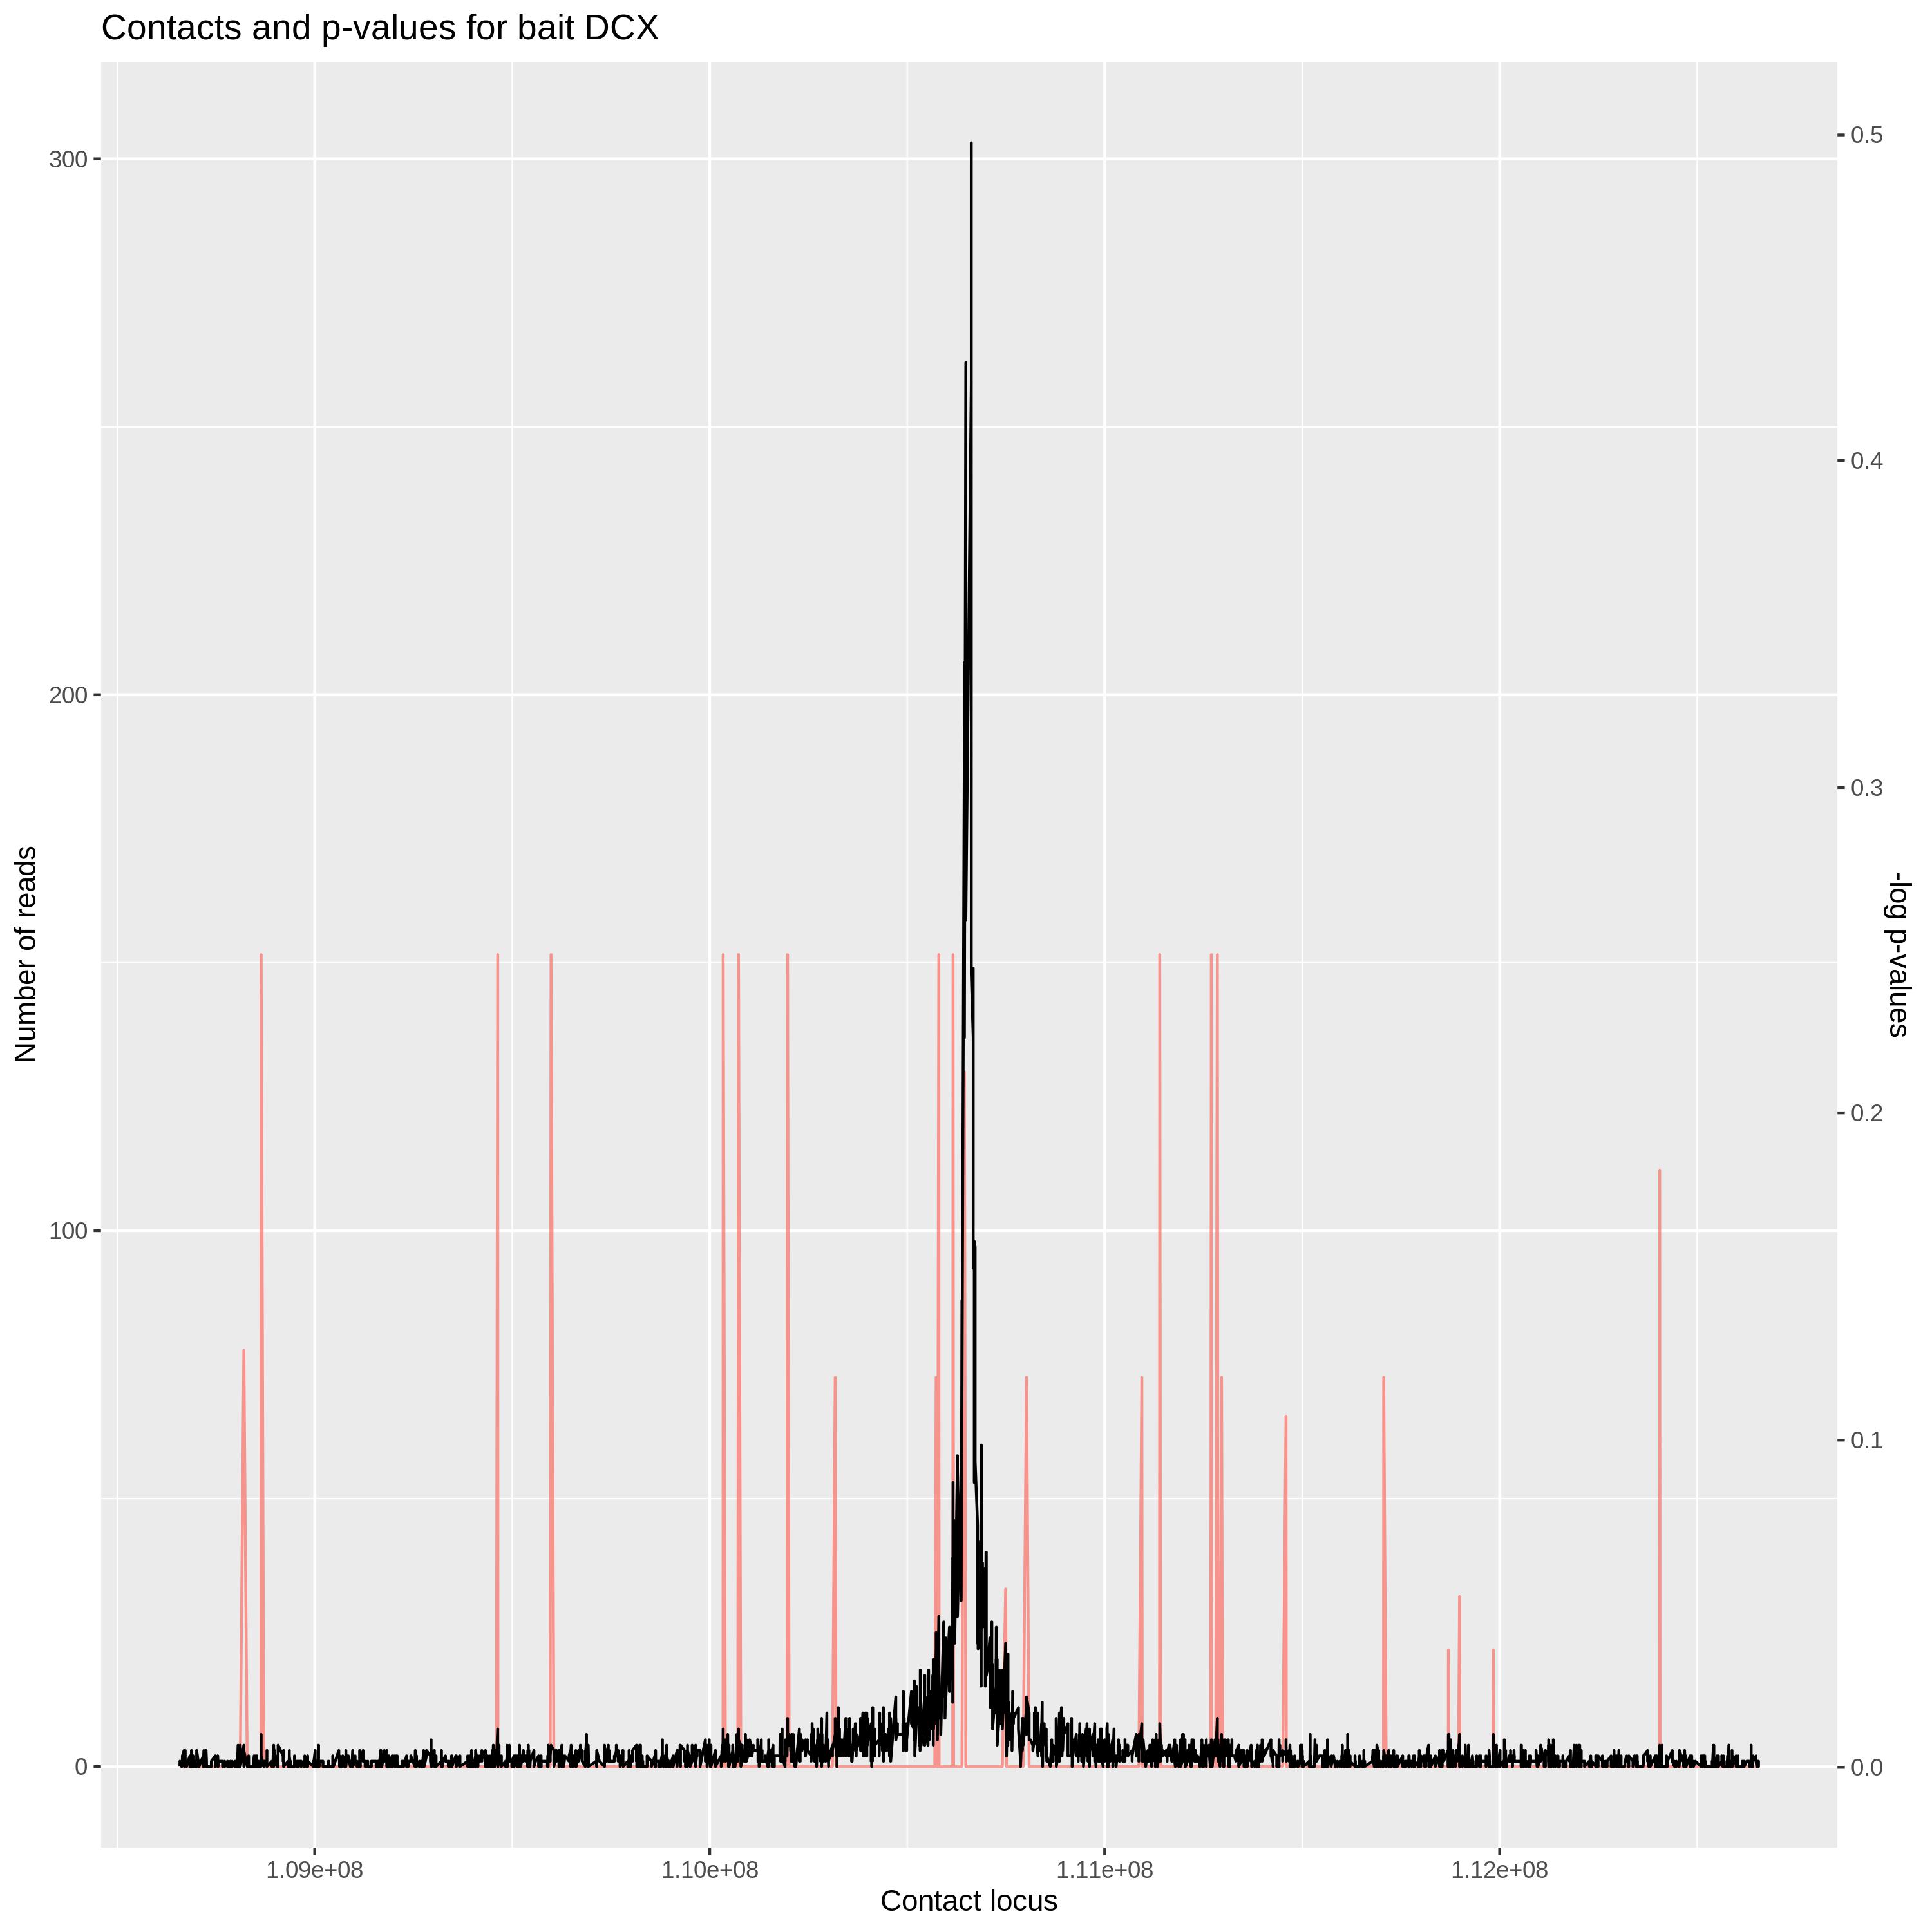 Contacts and p-values for bait DCX
Number of reads
300
200
100
0
0.5
0.4
0.3
0.2
0.1
0.0
-log p-values
1.09e+08 1.10e+08 1.11e+08 1.12e+08
Contact locus